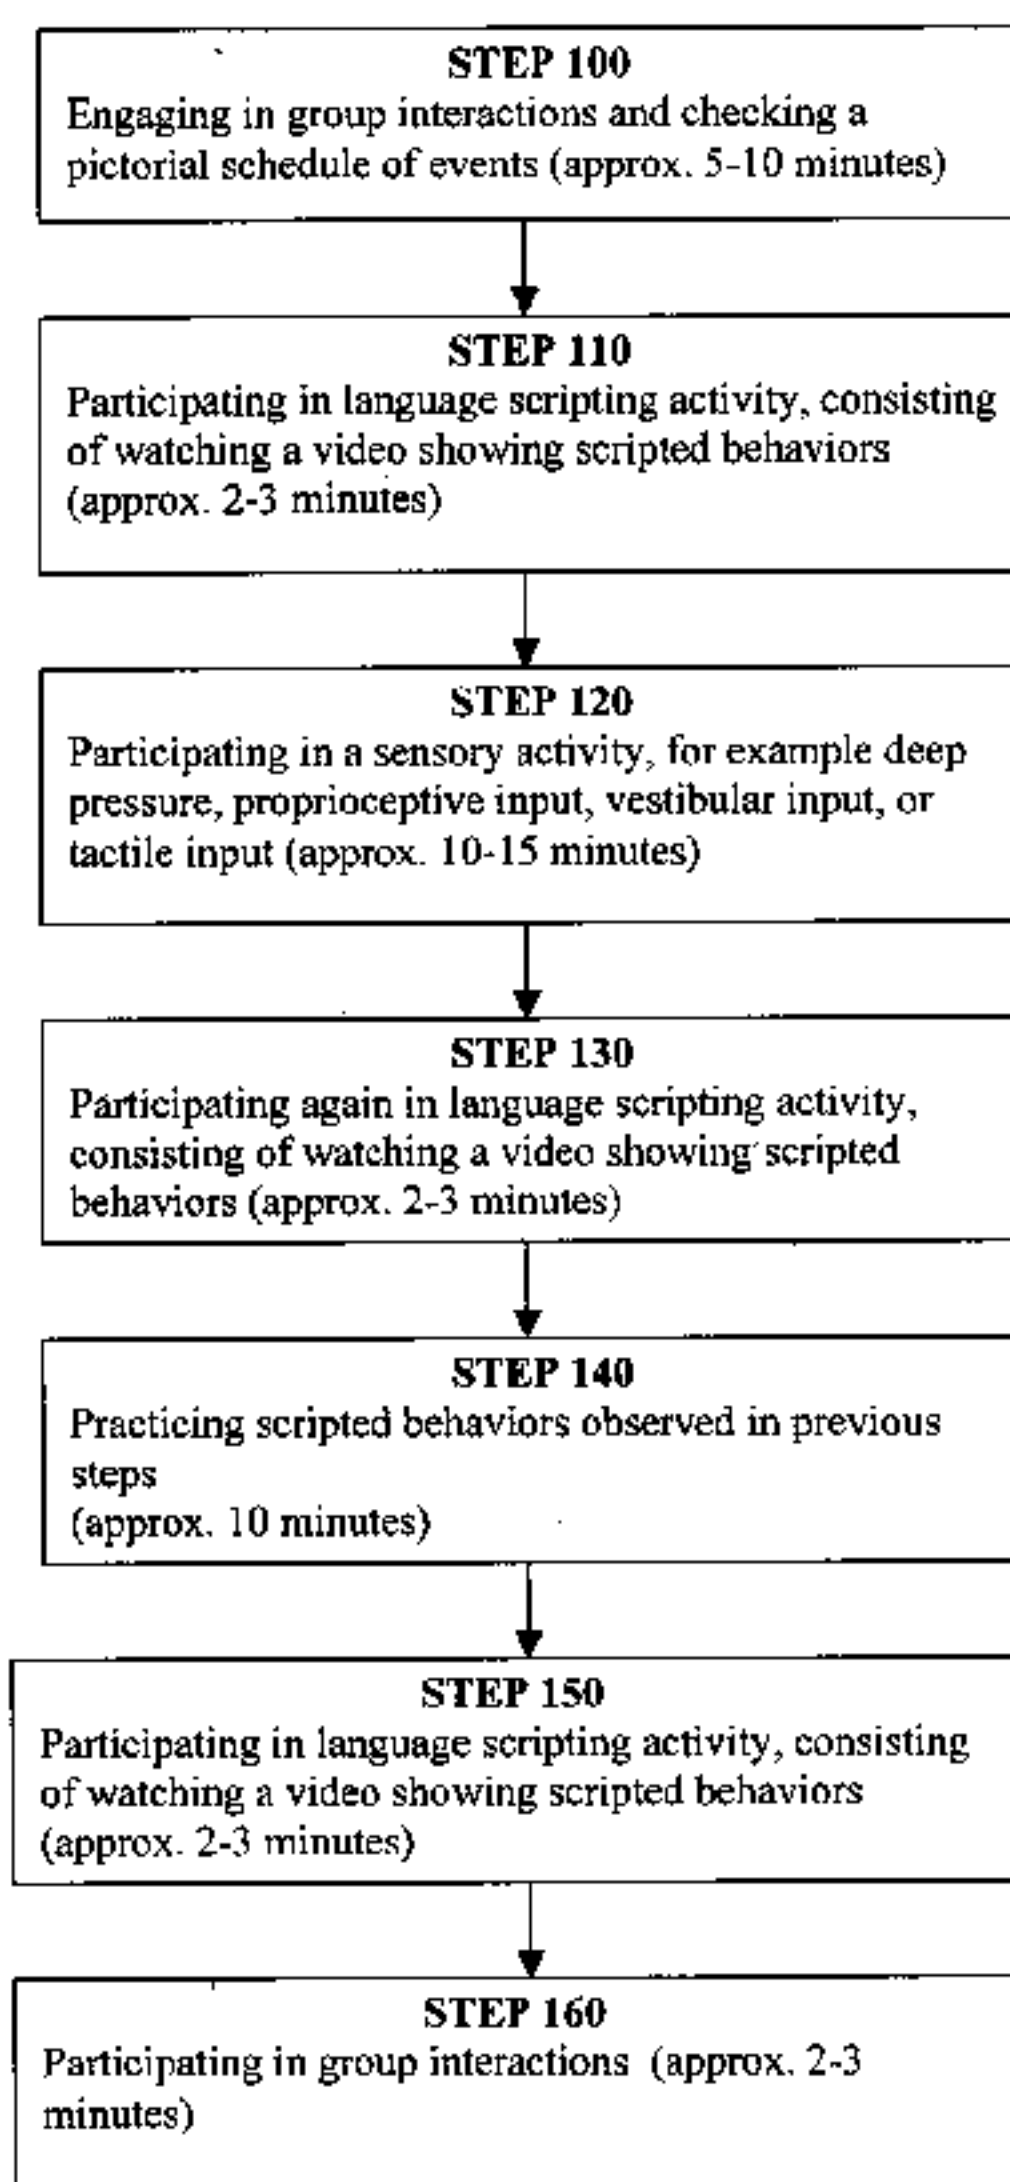 STEP 100
Engaging in group interactions and checking a
pictorial schedule of events (approx. 5-10 minutes)
STEP 110
Participating in language scripting activity, consisting
of watching a video showing scripted behaviors
(approx. 2-3 minutes)
STEP 120
Participating in a sensory activity, for example deep
pressure, proprioceptive input, vestibular input, or
tactile input (approx. 10-15 minutes)
STEP 130
Participating again in language scripting activity,
consisting of watching a video showing scripted
behaviors (approx. 2-3 minutes)
STEP 140
Practicing scripted behaviors observed in previous
steps
(approx. 10 minutes)
STEP 150
Participating in language scripting activity, consisting
of watching a video showing scripted behaviors
(approx. 2-3 minutes)
STEP 160
Participating in group interactions (approx. 2-3
minutes)